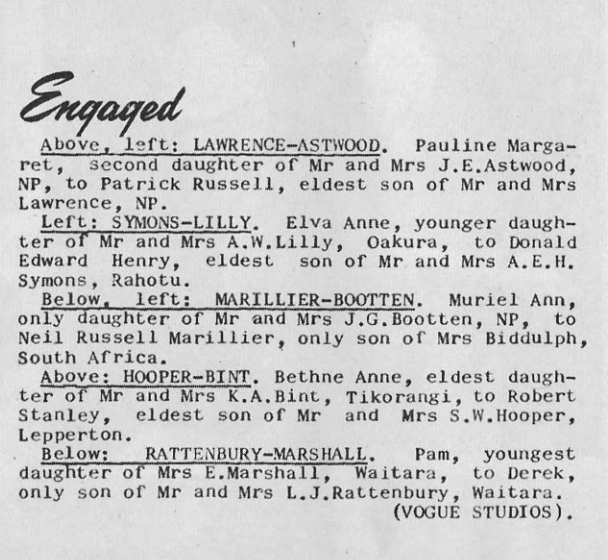 Engaged
Above, left: LAWRENCE-ASTWOOD. Pauline Marga-
ret, second daughter of Mr and Mrs J.E.Astwood,
NP, to Patrick Russell, eldest son of Mr and Mrs
Lawrence, NP.
Left: SYMONS-LILLY. Elva Anne, younger daugh-
ter of Mr and Mrs A.W.Lilly, Oakura, to Donald
Edward Henry, eldest son of Mr and Mrs A.E.H.
Symons, Rahotu.
Below, left: MARILLIER-BOOTTEN. Muriel Ann,
only daughter of Mr and Mrs J.G.Bootten, NP, to
Neil Russell Marillier, only son of Mrs Biddulph,
South Africa.
Above: HOOPER-BINT. Bethne Anne, eldest daugh-
ter of Mr and Mrs K.A.Bint, Tikorangi, to Robert
Stanley, eldest son of Mr and Mrs S.W.Hooper,
Lepperton.
Below: RATTENBURY-MARSHALL. Pam, youngest
daughter of Mrs E.Marshall, Waitara, to Derek,
only son of Mr and Mrs L.J.Rattenbury, Waitara.
(VOGUE STUDIOS).